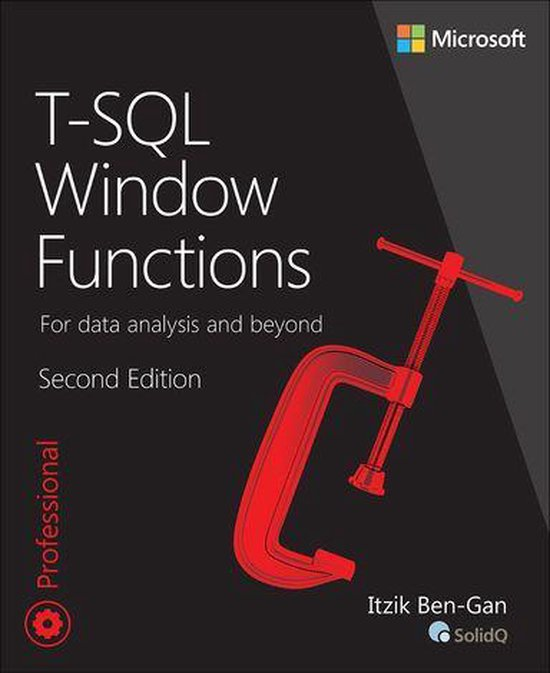 Microsoft
T-SQL
Window
Functions
For data analysis and beyond
Second Edition
Professional
Itzik Ben-Gan
SolidQ